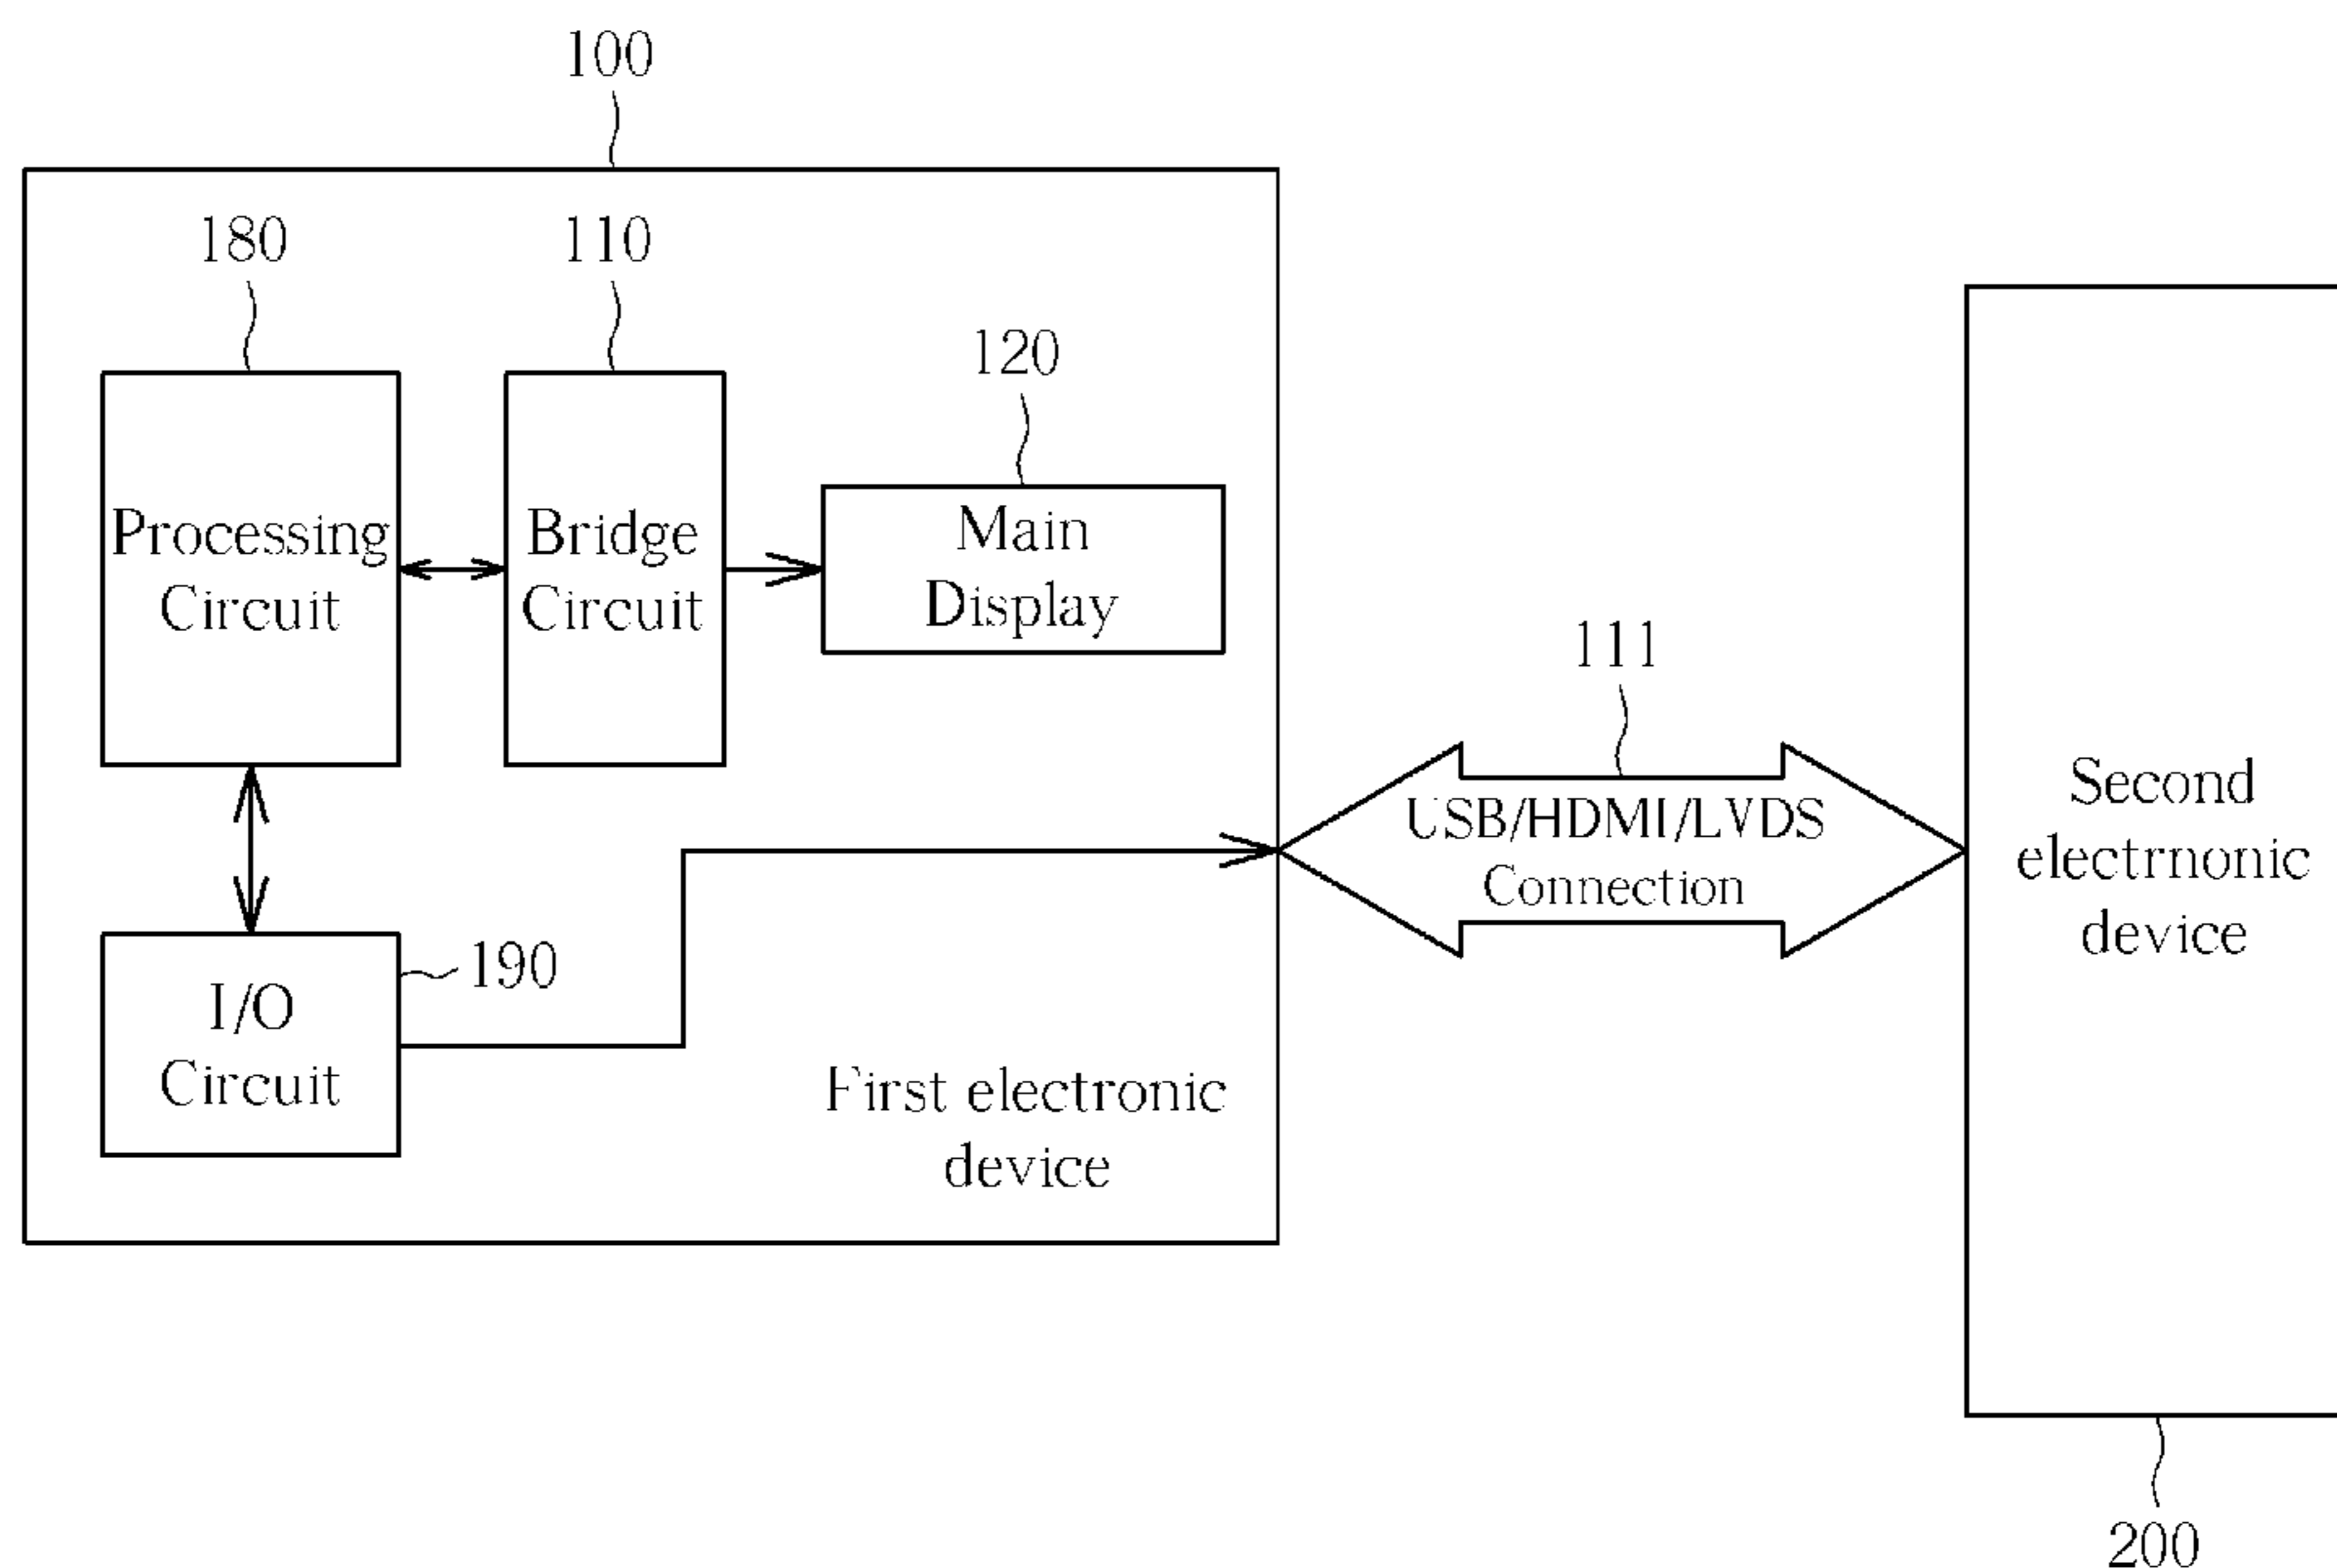 100
180
110
120
Processing
Circuit
Bridge
Circuit
Main
Display
111
USB/HDMI/LVDS
Connection
Second
electrnonic
device
190
I/O
Circuit
First electronic
device
200